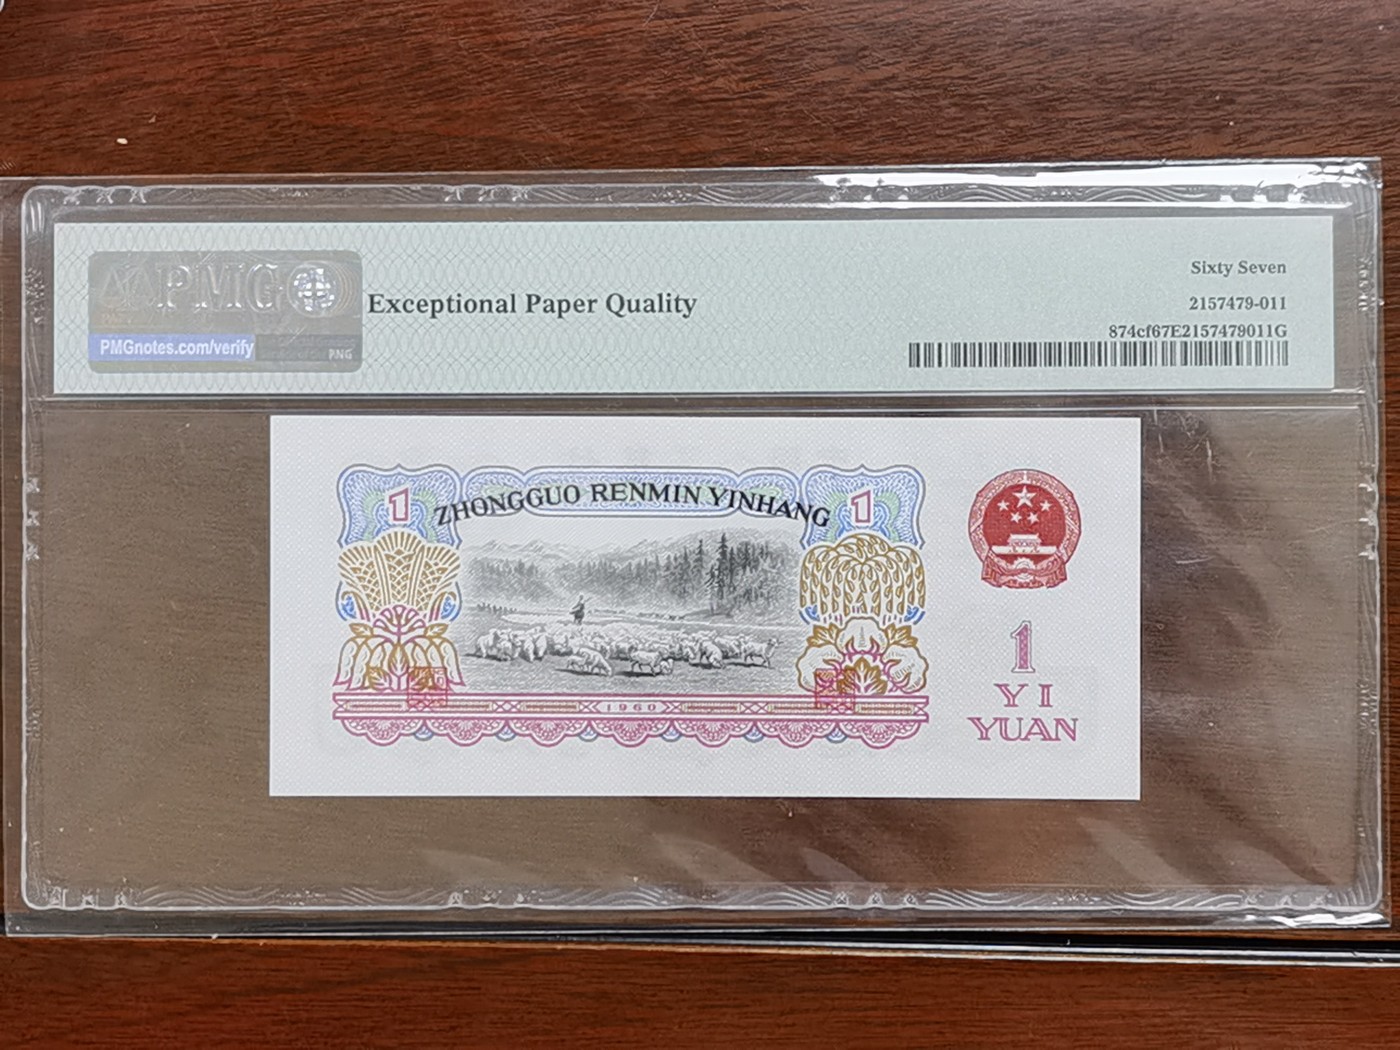 PMG
PMGnotes.com/verify
PNG
Exceptional Paper Quality
Sixty Seven
2157479-011
874cf67E2157479011G
1
ZHONGGUO RENMIN YINHANG
1
1960
1
YI
YUAN